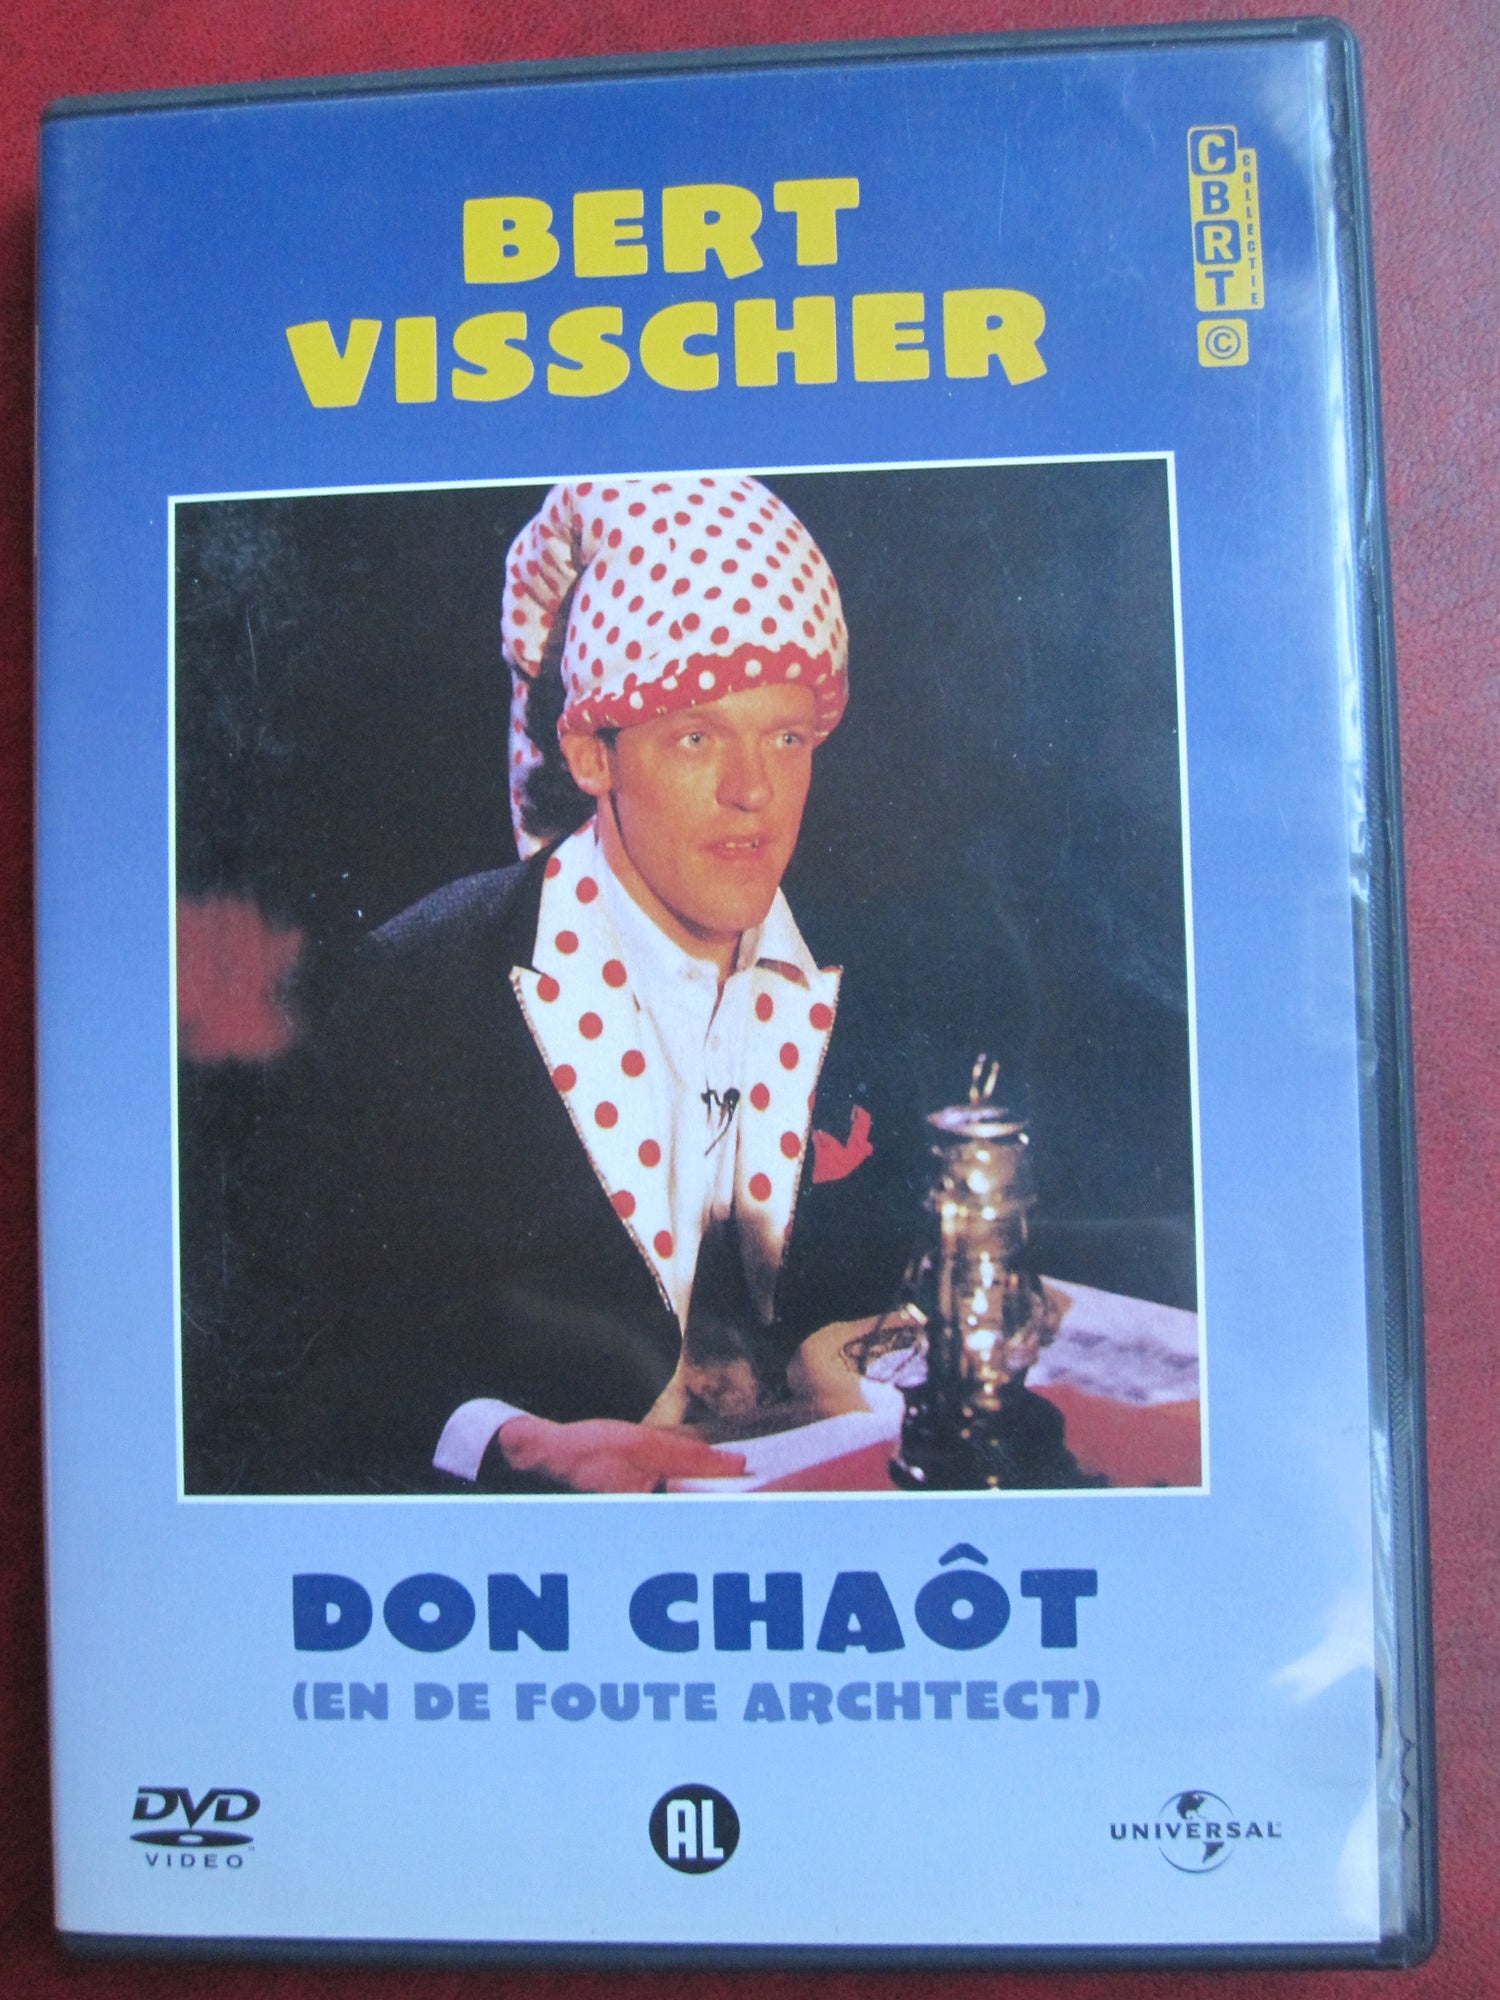 BERT
VISSCHER
CBRT
COLLECTIE
©
DON CHAÔT
(EN DE FOUTE ARCHTECT)
DVD
VIDEO
AL
UNIVERSAL